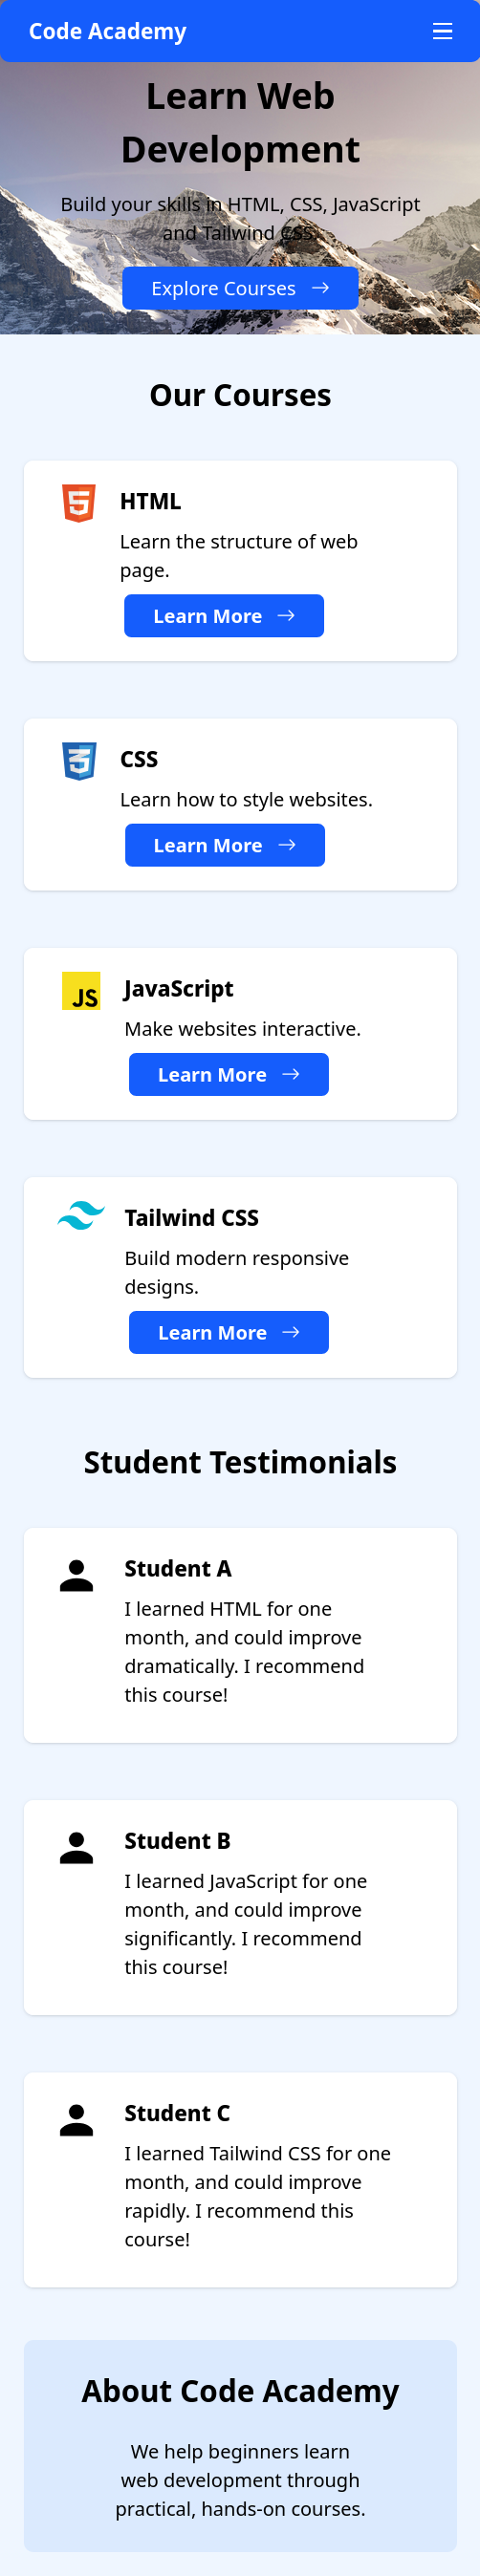 Code Academy
Learn Web
Development
Build your skills in HTML, CSS, JavaScript
and Tailwind CSS.
Explore Courses →
Our Courses
HTML
Learn the structure of web
page.
Learn More →
CSS
Learn how to style websites.
Learn More →
JS
JavaScript
Make websites interactive.
Learn More →
Tailwind CSS
Build modern responsive
designs.
Learn More →
Student Testimonials
Student A
I learned HTML for one
month, and could improve
dramatically. I recommend
this course!
Student B
I learned JavaScript for one
month, and could improve
significantly. I recommend
this course!
Student C
I learned Tailwind CSS for one
month, and could improve
rapidly. I recommend this
course!
About Code Academy
We help beginners learn
web development through
practical, hands-on courses.